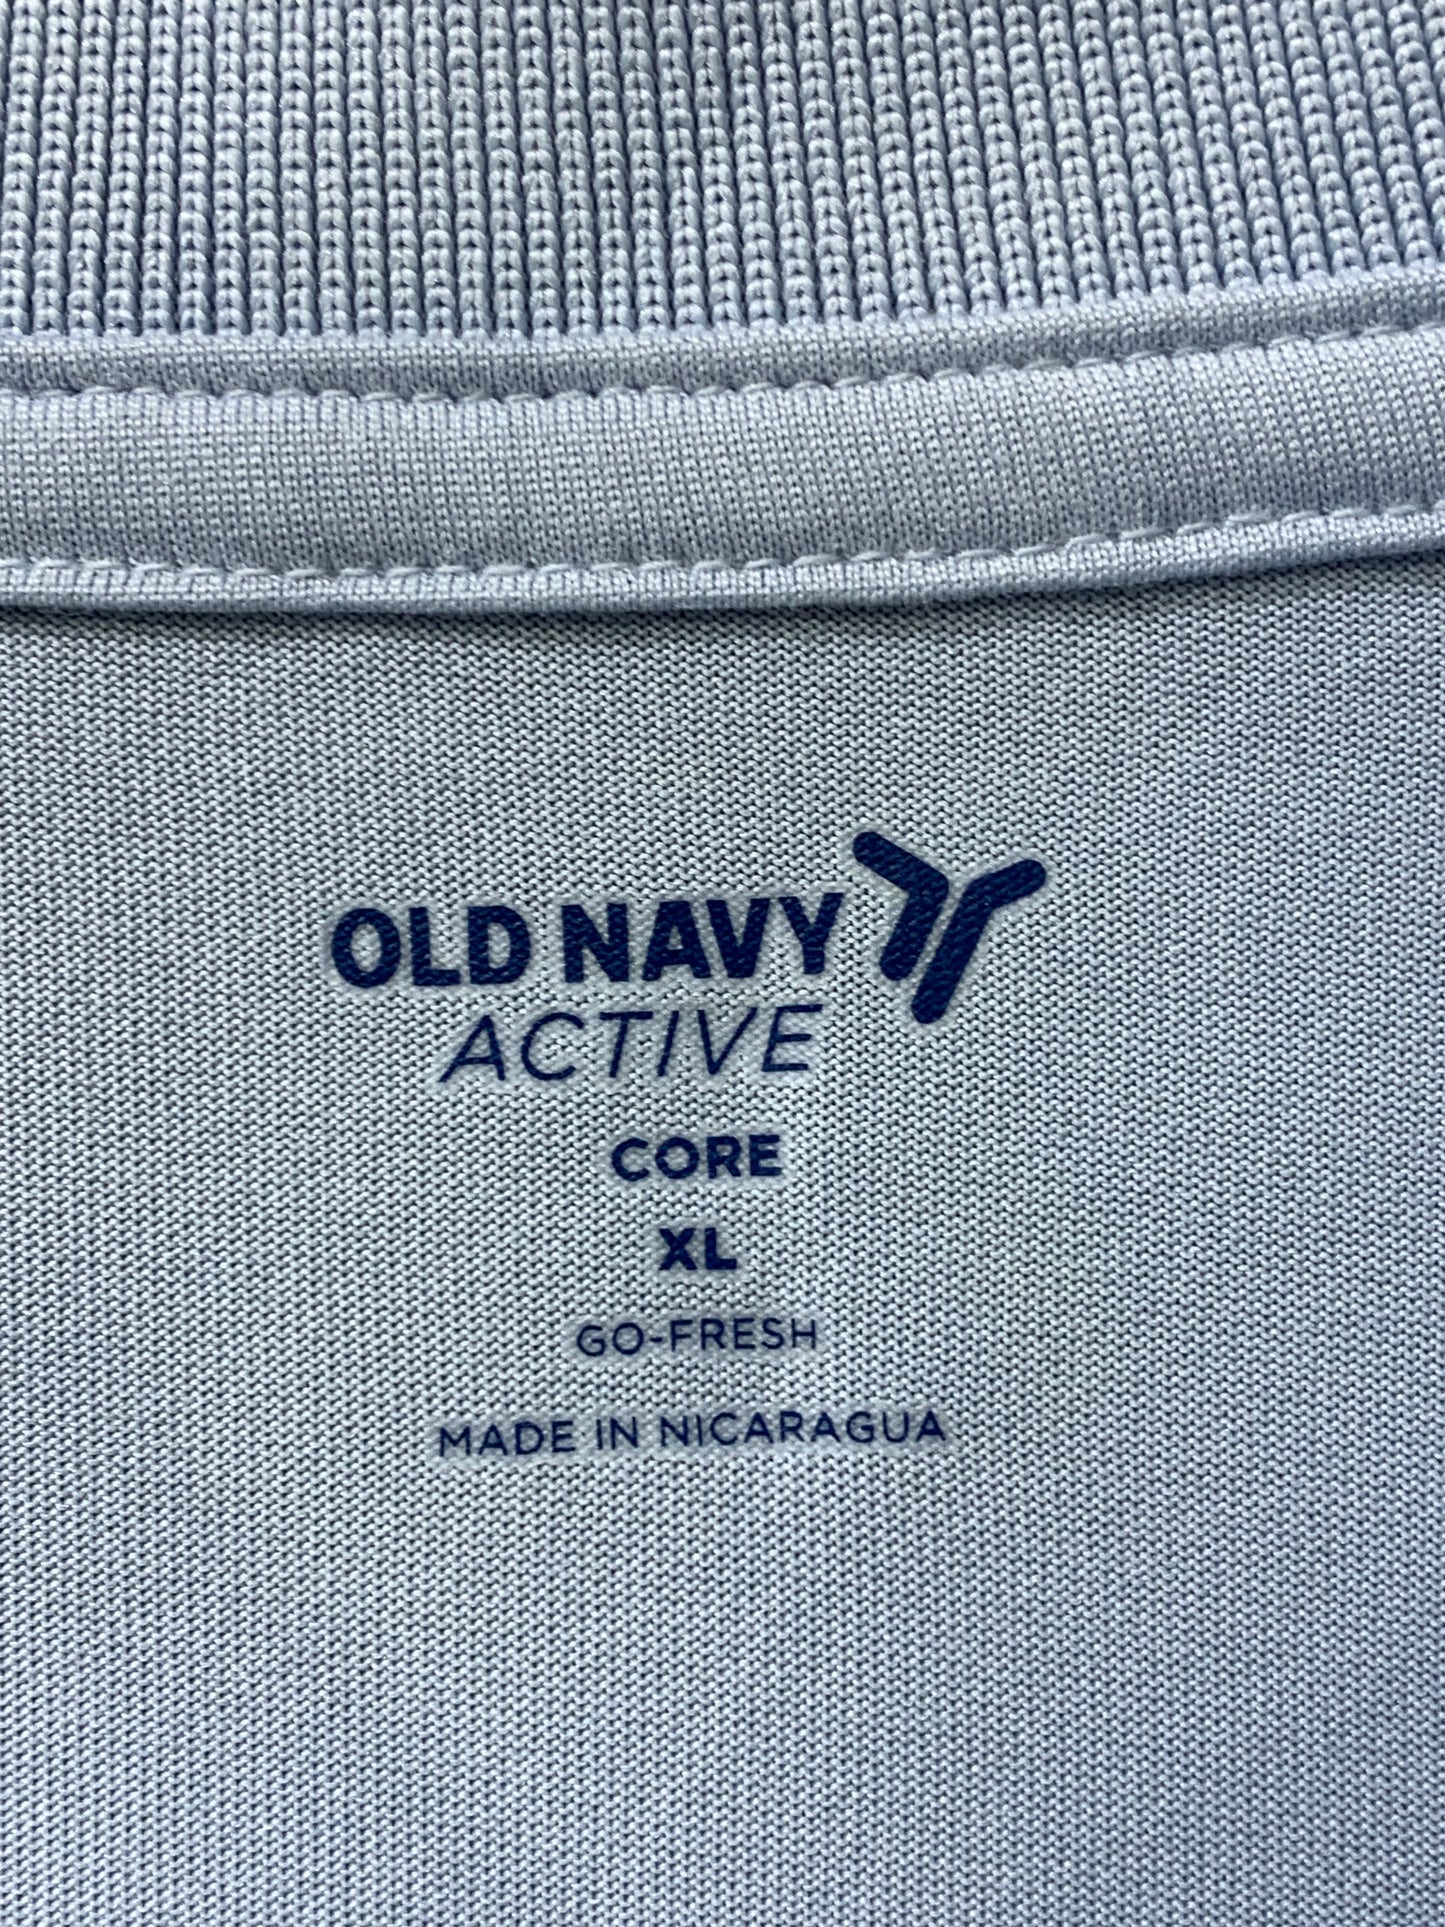 OLD NAVY
ACTIVE
CORE
XL
GO-FRESH
MADE IN NICARAGUA